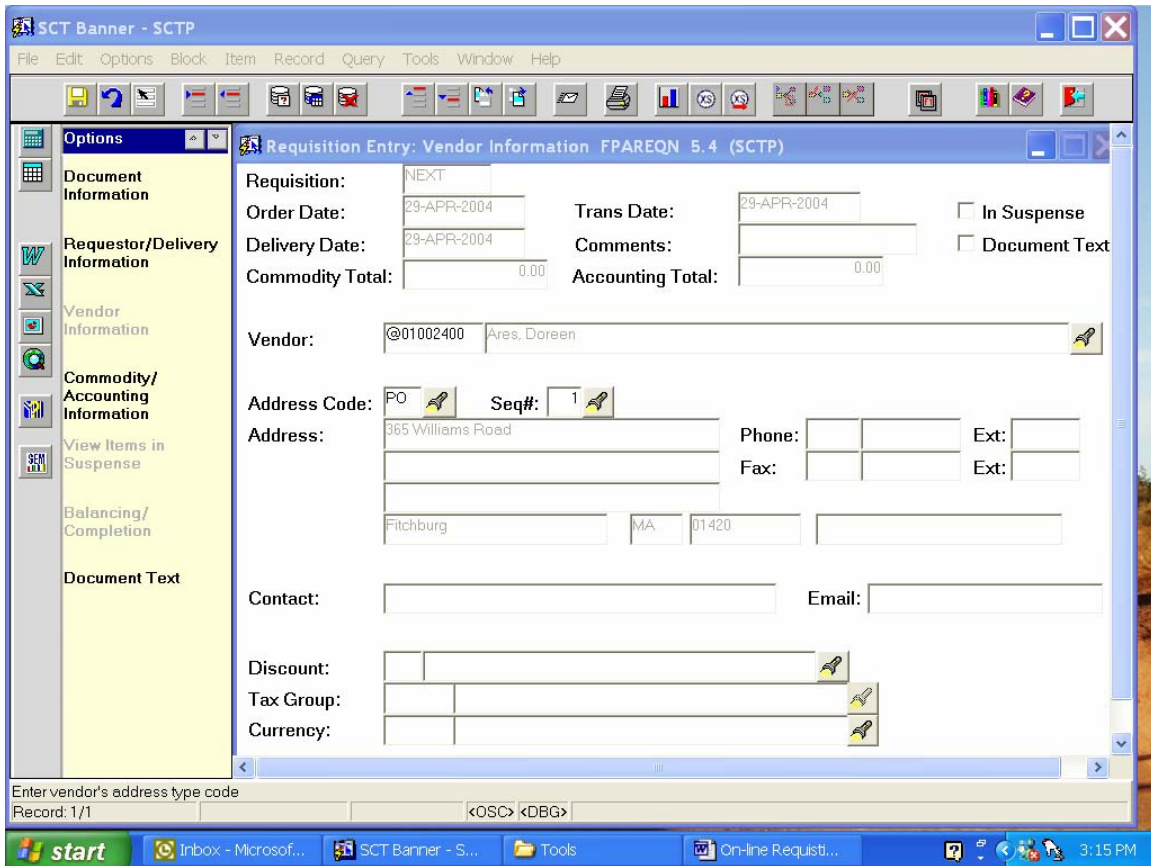 SCT Banner - SCTP
File Edit Options Block Item Record Query Tools Window Help
Options
Document
Information
Requestor/Delivery
Information
Vendor
Information
Commodity/
Accounting
Information
View Items in
Suspense
Balancing/
Completion
Document Text
SEM
Requisition Entry: Vendor Information FPAREQN 5.4 (SCTP)
Requisition: NEXT
Order Date: 29-APR-2004 Trans Date: 29-APR-2004 In Suspense
Delivery Date: 29-APR-2004 Comments: Document Text
Commodity Total: 0.00 Accounting Total: 0.00
Vendor: @01002400 Ares, Doreen
Address Code: PO Seq#: 1
Address: 365 Williams Road Phone: Ext:
Fax: Ext:
Fitchburg MA 01420
Contact: Email:
Discount:
Tax Group:
Currency:
Enter vendor's address type code
Record: 1/1 <OSC> <DBG>
start Inbox - Microsof... SCT Banner - S... Tools On-line Requisti... 3:15 PM